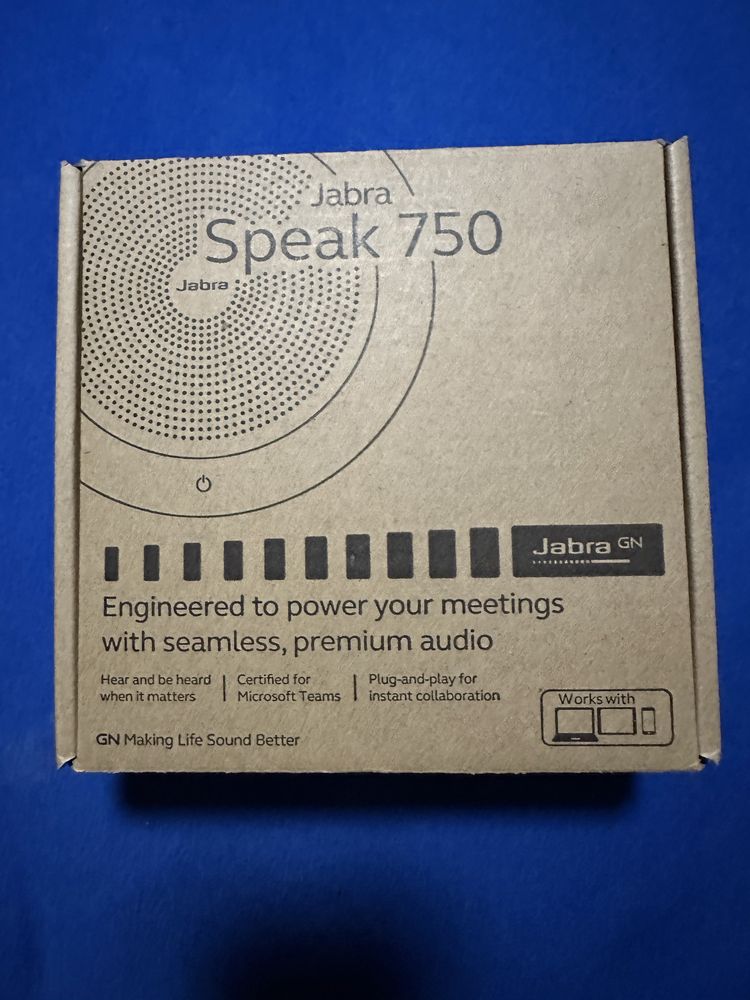 Jabra
Speak 750
Jabra
Jabra GN
Engineered to power your meetings
with seamless, premium audio
Hear and be heard
when it matters
Certified for
Microsoft Teams
Plug-and-play for
instant collaboration
Works with
GN Making Life Sound Better